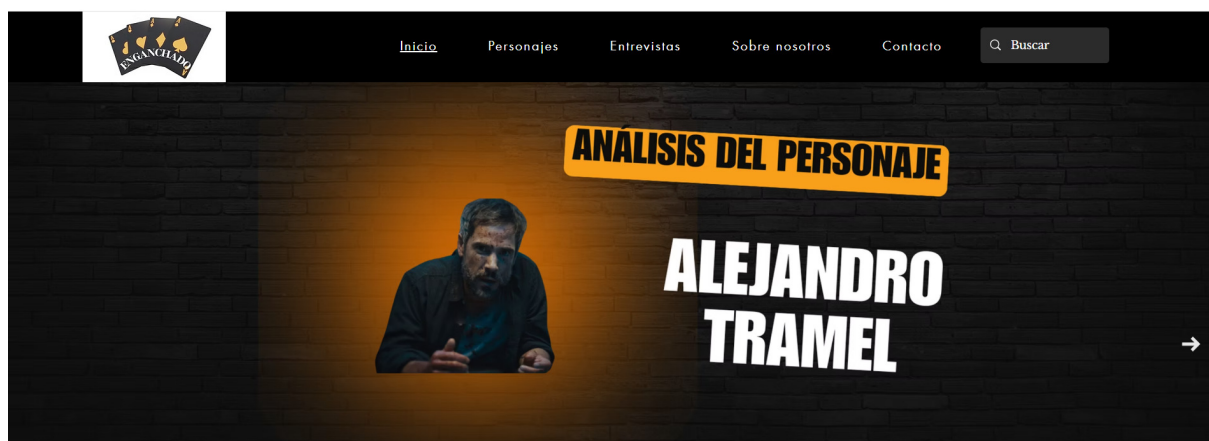 ENGANCHADO
Inicio Personajes Entrevistas Sobre nosotros Contacto Buscar
ANÁLISIS DEL PERSONAJE
ALEJANDRO
TRAMEL